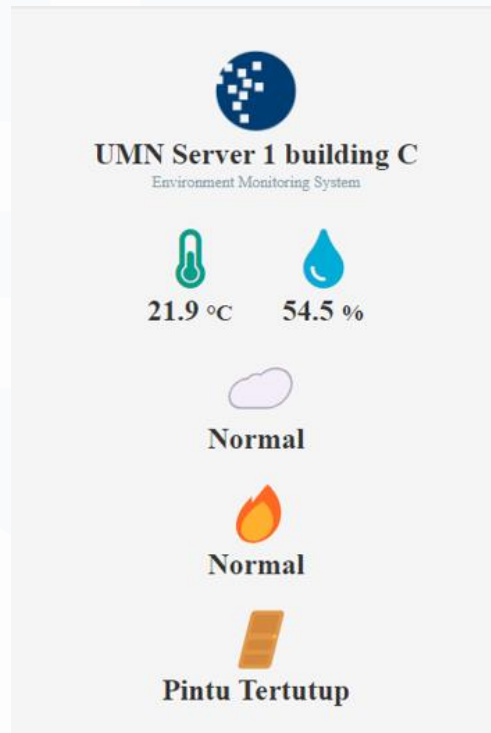 UMN Server 1 building C
Environment Monitoring System
21.9 °C 54.5 %
Normal
Normal
Pintu Tertutup